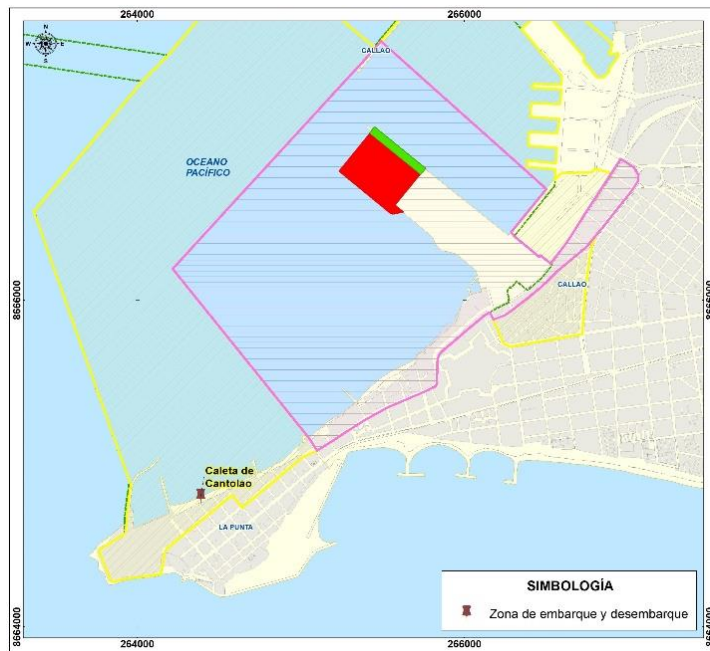 264000
266000
N
W
E
S
CALLAO
OCEANO
PACÍFICO
8666000
8666000
CALLAO
Caleta de
Cantolao
LA PUNTA
SIMBOLOGÍA
Zona de embarque y desembarque
8664000
8664000
264000
266000